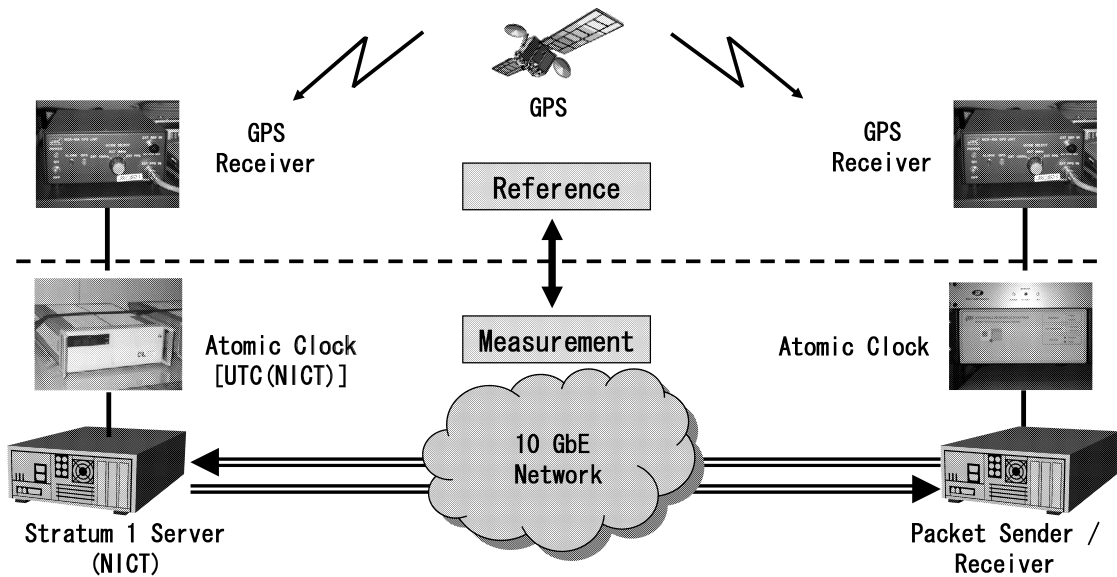 GPS
GPS
Receiver
GPS
Receiver
Reference
Measurement
Atomic Clock
[UTC(NICT)]
Atomic Clock
10 GbE
Network
Stratum 1 Server
(NICT)
Packet Sender /
Receiver